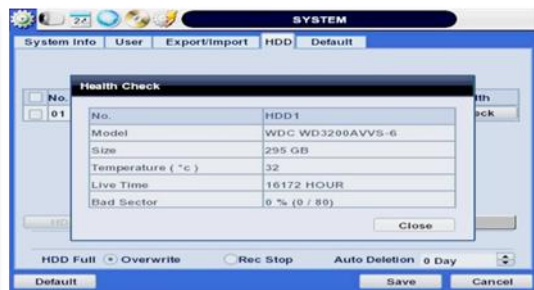 SYSTEM
System Info User Export/Import HDD Default
Health Check
No. lth
01 eck
No. HDD1
Model WDC WD3200AVVS-6
Size 295 GB
Temperature ( °c ) 32
Live Time 16172 HOUR
Bad Sector 0 % (0 / 80)
Close
HDD Full Overwrite Rec Stop Auto Deletion 0 Day
Default Save Cancel